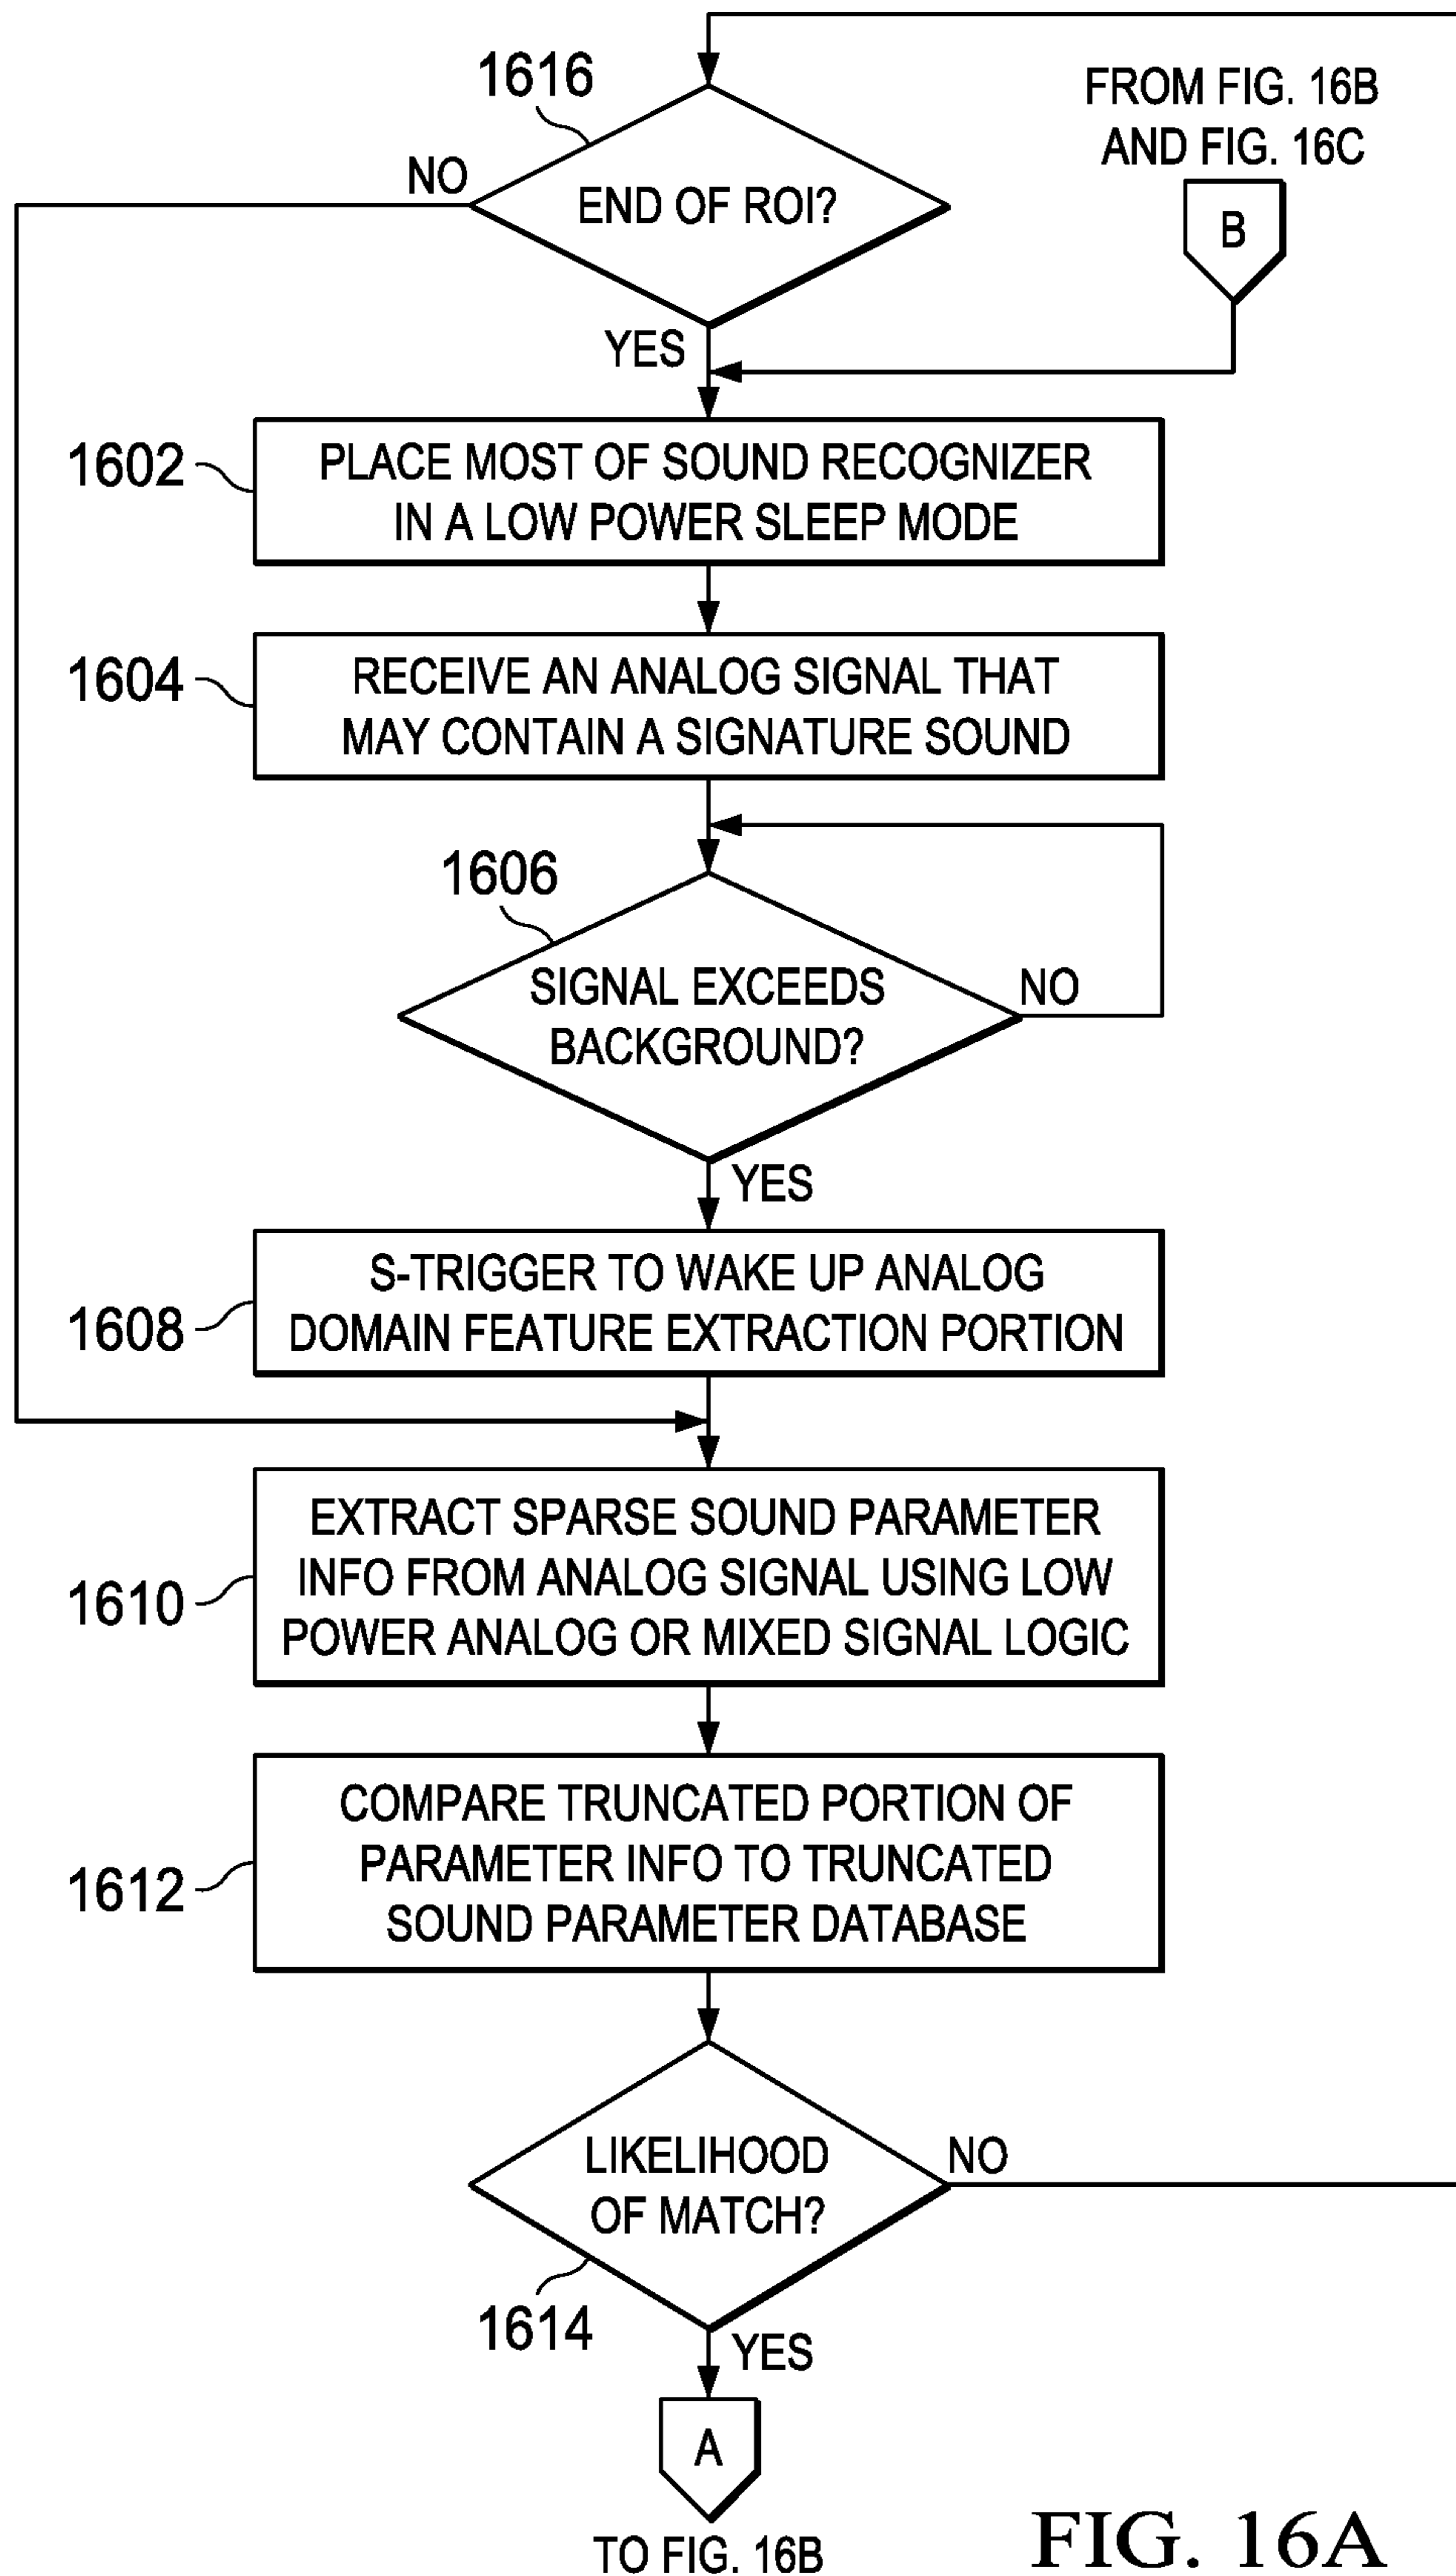 1616
FROM FIG. 16B
AND FIG. 16C
NO
END OF ROI?
B
YES
1602
PLACE MOST OF SOUND RECOGNIZER
IN A LOW POWER SLEEP MODE
1604
RECEIVE AN ANALOG SIGNAL THAT
MAY CONTAIN A SIGNATURE SOUND
1606
SIGNAL EXCEEDS
BACKGROUND?
NO
YES
1608
S-TRIGGER TO WAKE UP ANALOG
DOMAIN FEATURE EXTRACTION PORTION
1610
EXTRACT SPARSE SOUND PARAMETER
INFO FROM ANALOG SIGNAL USING LOW
POWER ANALOG OR MIXED SIGNAL LOGIC
1612
COMPARE TRUNCATED PORTION OF
PARAMETER INFO TO TRUNCATED
SOUND PARAMETER DATABASE
LIKELIHOOD
OF MATCH?
NO
1614
YES
A
TO FIG. 16B
FIG. 16A